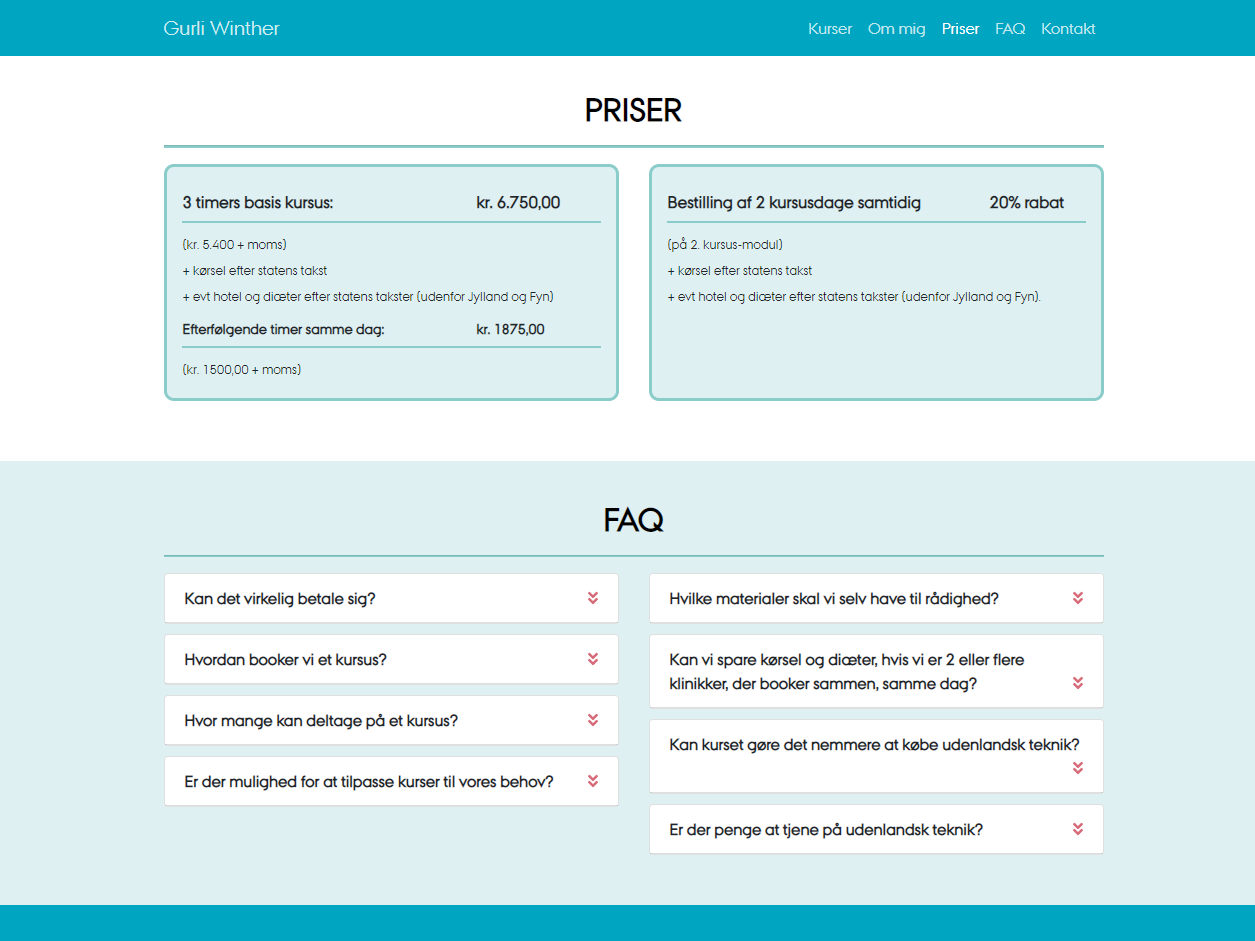 Gurli Winther
Kurser Om mig Priser FAQ Kontakt
PRISER
3 timers basis kursus: kr. 6.750,00
(kr. 5.400 + moms)
+ kørsel efter statens takst
+ evt hotel og diæter efter statens takster (udenfor Jylland og Fyn)
Efterfølgende timer samme dag: kr. 1875,00
(kr. 1500,00 + moms)
Bestilling af 2 kursusdage samtidig 20% rabat
(på 2. kursus-modul)
+ kørsel efter statens takst
+ evt hotel og diæter efter statens takster (udenfor Jylland og Fyn).
FAQ
Kan det virkelig betale sig?
Hvordan booker vi et kursus?
Hvor mange kan deltage på et kursus?
Er der mulighed for at tilpasse kurser til vores behov?
Hvilke materialer skal vi selv have til rådighed?
Kan vi spare kørsel og diæter, hvis vi er 2 eller flere
klinikker, der booker sammen, samme dag?
Kan kurset gøre det nemmere at købe udenlandsk teknik?
Er der penge at tjene på udenlandsk teknik?